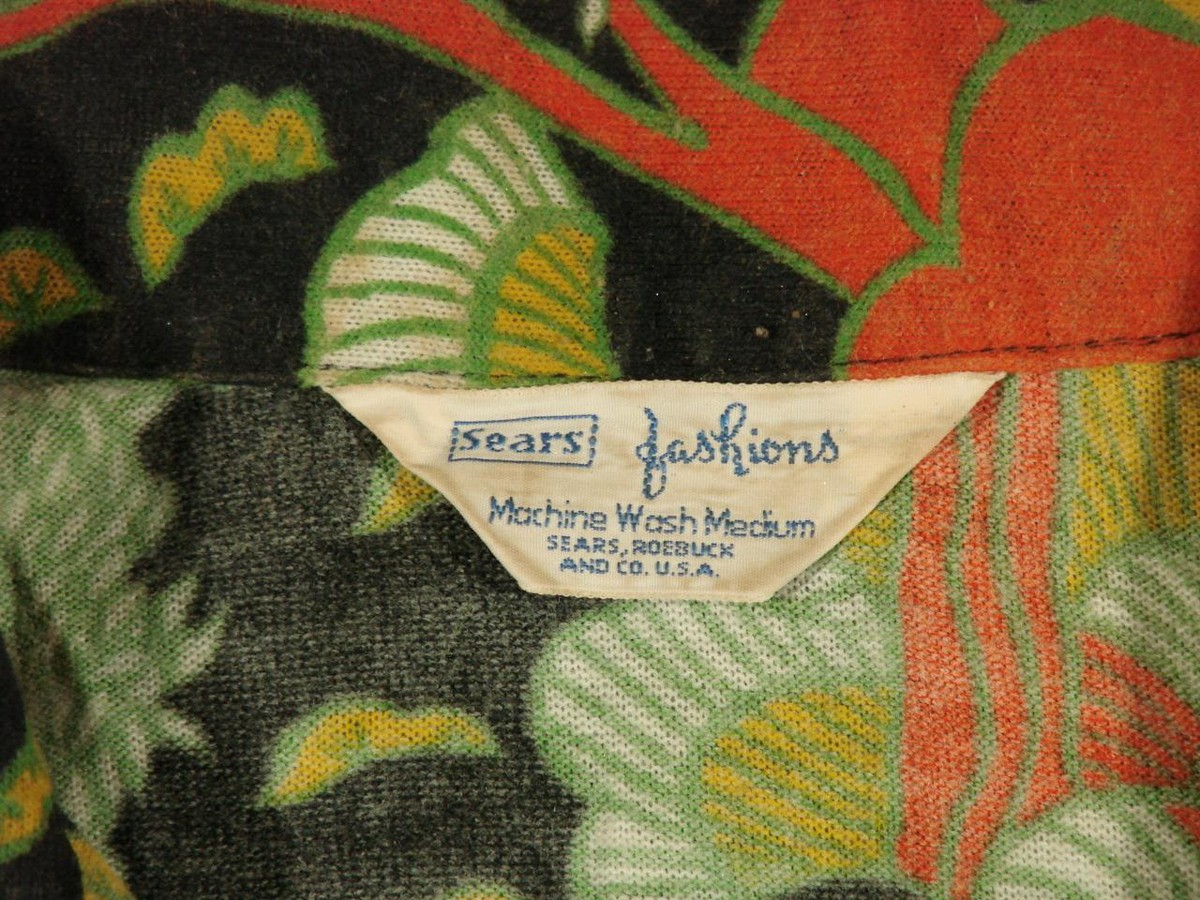 Sears fashions
Machine Wash Medium
SEARS, ROEBUCK
AND CO. U.S.A.